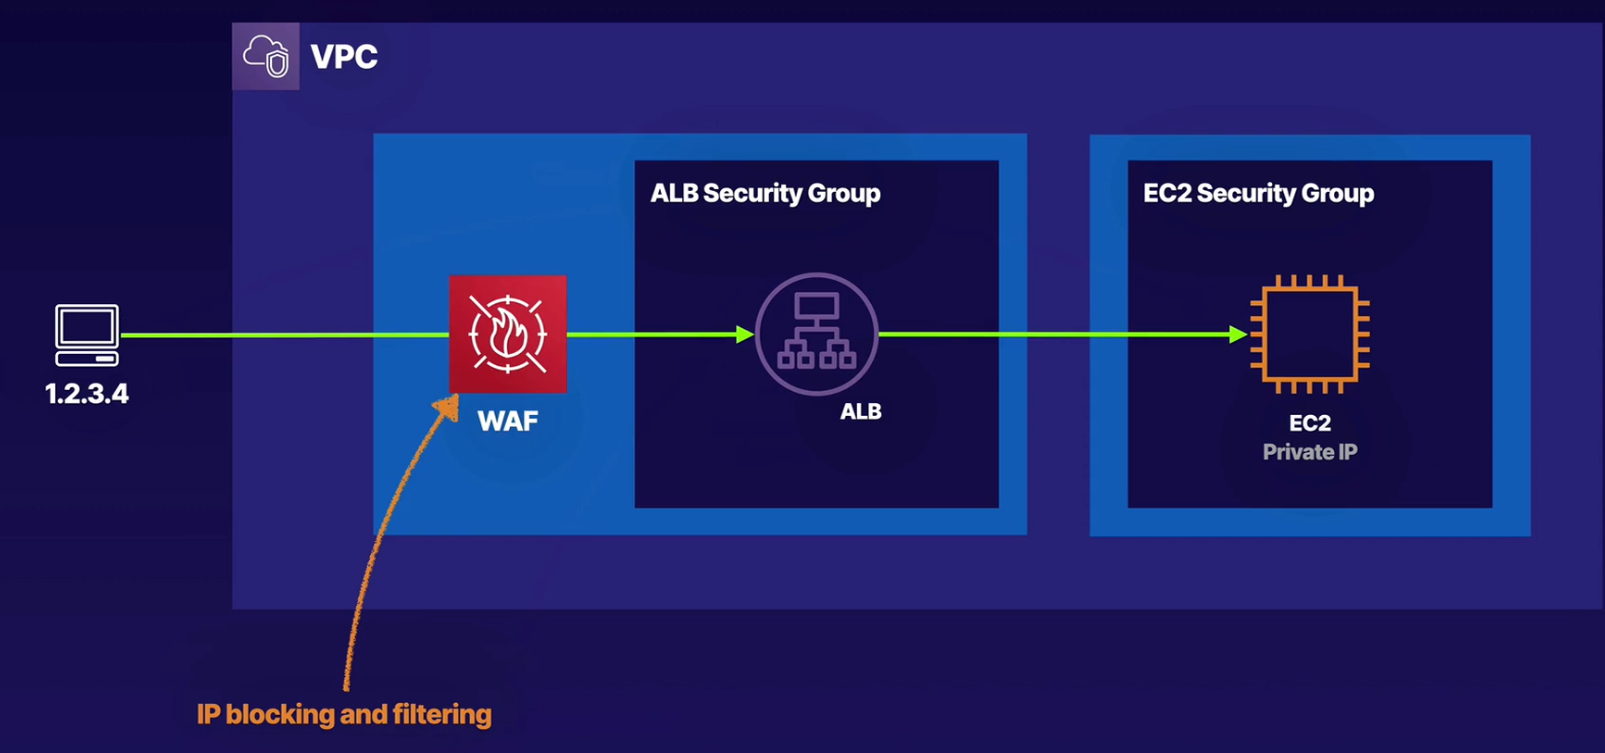 VPC
ALB Security Group
EC2 Security Group
1.2.3.4
WAF
ALB
EC2
Private IP
IP blocking and filtering